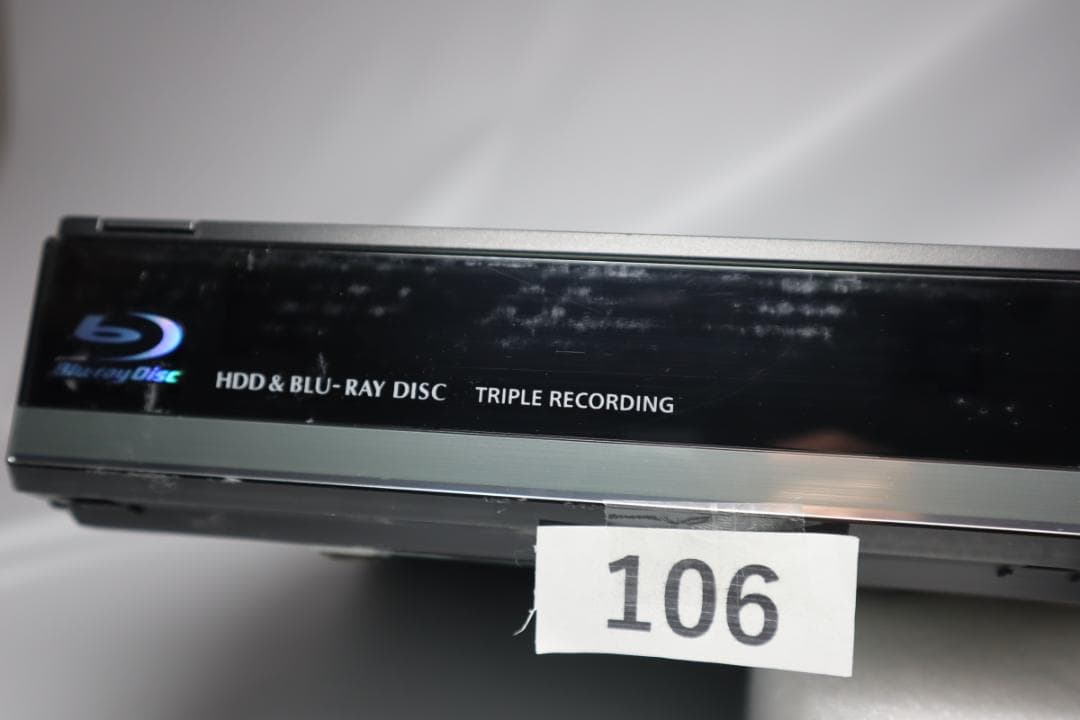 Blu-ray Disc
HDD & BLU-RAY DISC TRIPLE RECORDING
106